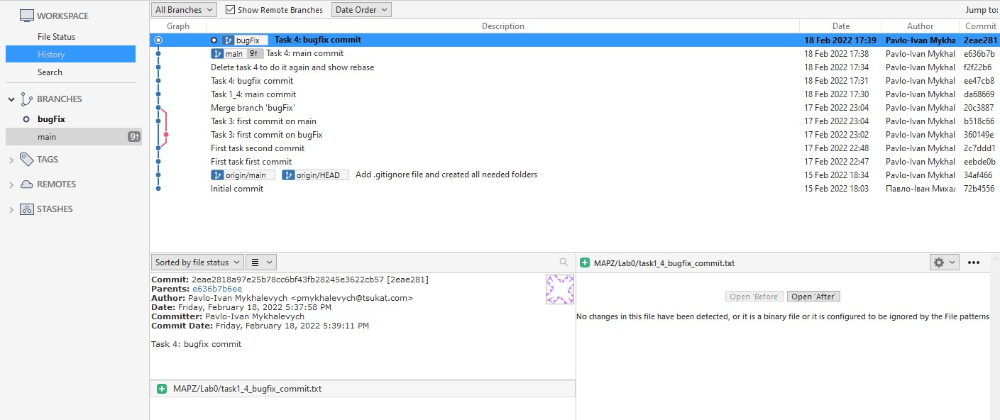 WORKSPACE
File Status
History
Search
BRANCHES
bugFix
main 9↑
TAGS
REMOTES
STASHES
All Branches Show Remote Branches Date Order Jump to:
Graph Description Date Author Commit
bugFix Task 4: bugfix commit 18 Feb 2022 17:39 Pavlo-Ivan Mykha 2eae281
main 9↑ Task 4: main commit 18 Feb 2022 17:38 Pavlo-Ivan Mykhal e636b7b
Delete task 4 to do it again and show rebase 18 Feb 2022 17:34 Pavlo-Ivan Mykhal f2f22b6
Task 4: bugfix commit 18 Feb 2022 17:31 Pavlo-Ivan Mykhal ee47cb8
Task 1_4: main commit 18 Feb 2022 17:30 Pavlo-Ivan Mykhal da68669
Merge branch 'bugFix' 17 Feb 2022 23:04 Pavlo-Ivan Mykhal 20c3887
Task 3: first commit on main 17 Feb 2022 23:04 Pavlo-Ivan Mykhal b518c66
Task 3: first commit on bugFix 17 Feb 2022 23:02 Pavlo-Ivan Mykhal 360149e
First task second commit 17 Feb 2022 22:48 Pavlo-Ivan Mykhal 2c7ddd1
First task first commit 17 Feb 2022 22:47 Pavlo-Ivan Mykhal eebde0b
origin/main origin/HEAD Add .gitignore file and created all needed folders 15 Feb 2022 18:34 Pavlo-Ivan Mykhal 34af466
Initial commit 15 Feb 2022 18:03 Павло-Іван Михал 72b4556
Sorted by file status
Commit: 2eae2818a97e25b78cc6bf43fb28245e3622cb57 [2eae281]
Parents: e636b7b6ee
Author: Pavlo-Ivan Mykhalevych <pmykhalevych@tsukat.com>
Date: Friday, February 18, 2022 5:37:58 PM
Committer: Pavlo-Ivan Mykhalevych
Commit Date: Friday, February 18, 2022 5:39:11 PM
Task 4: bugfix commit
MAPZ/Lab0/task1_4_bugfix_commit.txt
MAPZ/Lab0/task1_4_bugfix_commit.txt
Open 'Before' Open 'After'
No changes in this file have been detected, or it is a binary file or it is configured to be ignored by the File patterns